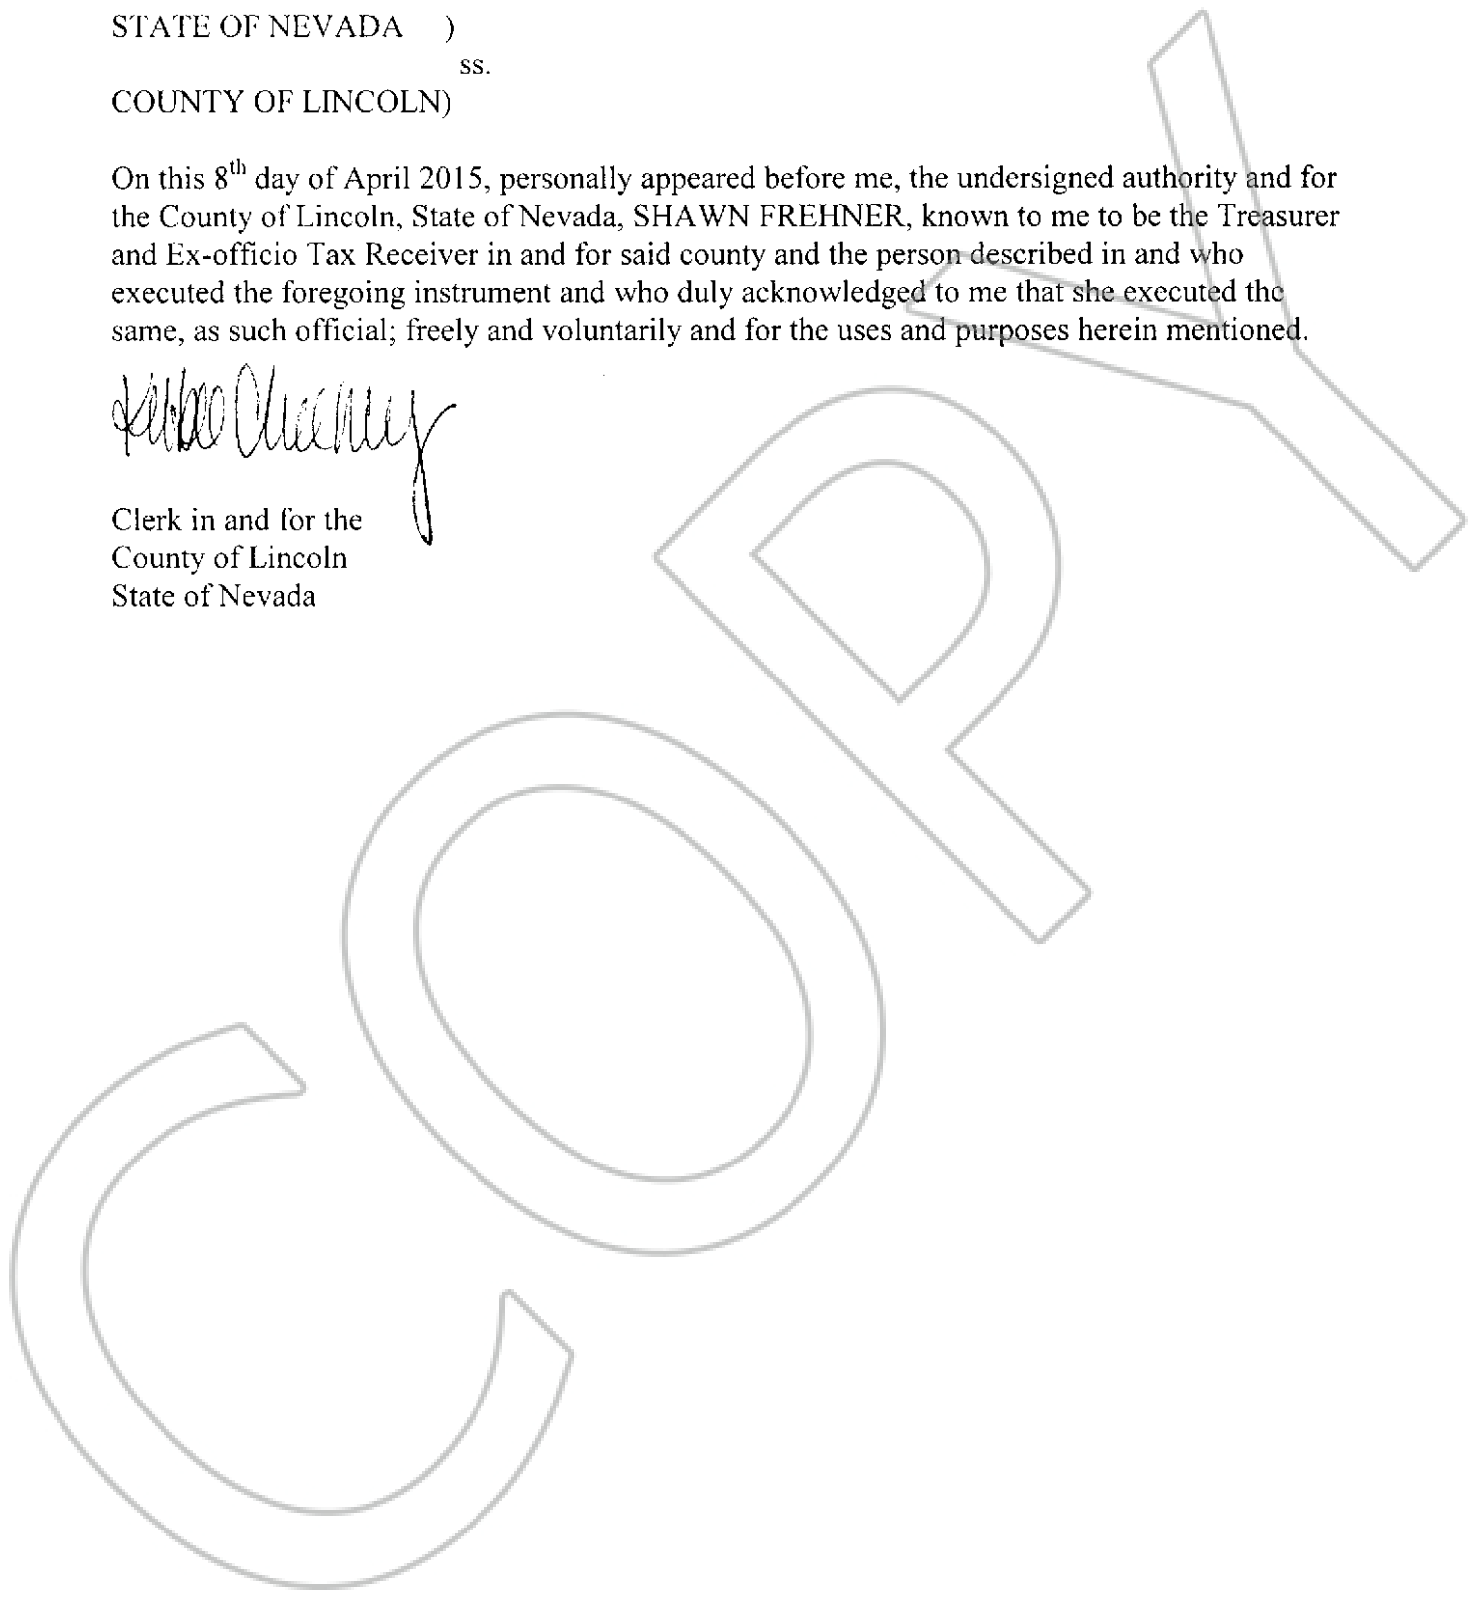 STATE OF NEVADA )
ss.
COUNTY OF LINCOLN)
On this 8th day of April 2015, personally appeared before me, the undersigned authority and for
the County of Lincoln, State of Nevada, SHAWN FREHNER, known to me to be the Treasurer
and Ex-officio Tax Receiver in and for said county and the person described in and who
executed the foregoing instrument and who duly acknowledged to me that she executed the
same, as such official; freely and voluntarily and for the uses and purposes herein mentioned.
Clerk in and for the
County of Lincoln
State of Nevada
COPY